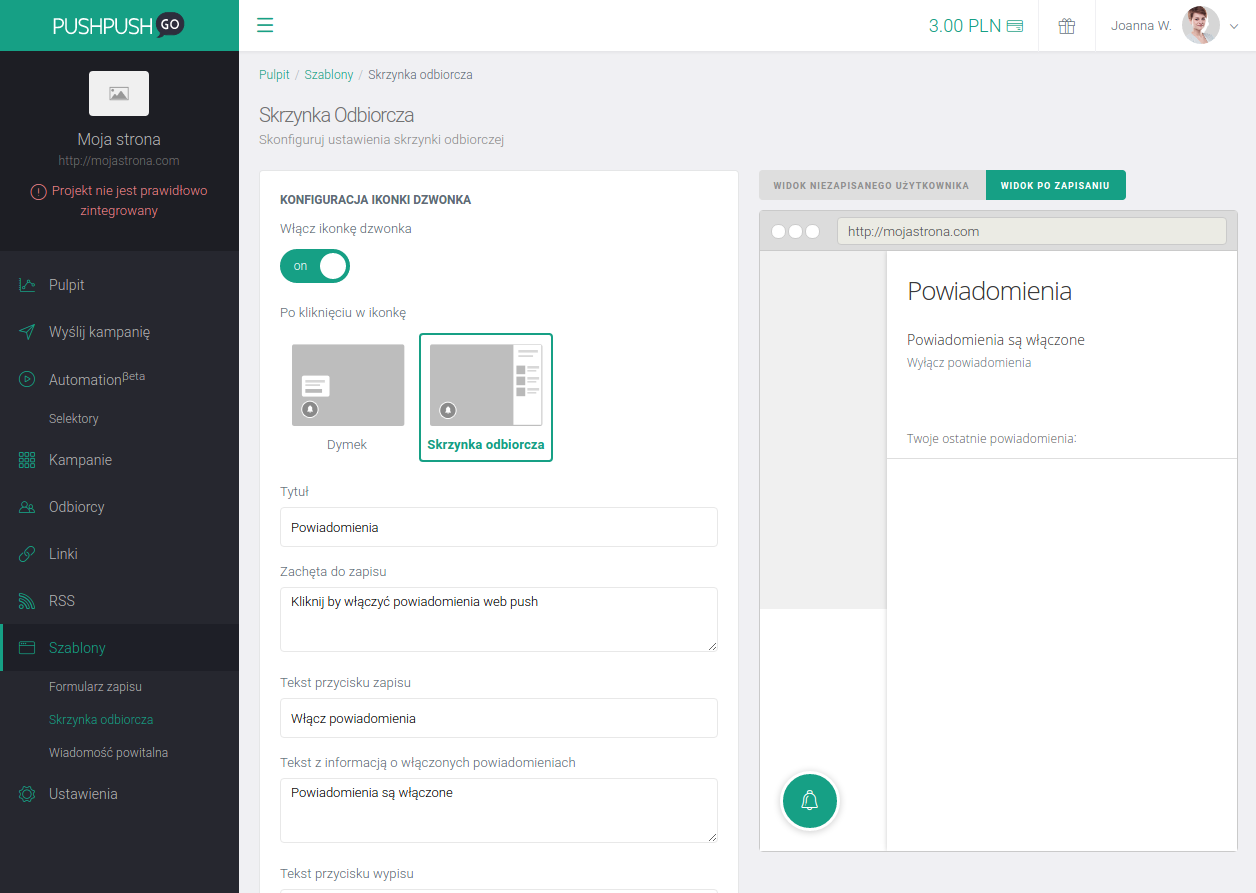 PUSHPUSH GO
3.00 PLN
Joanna W.
Moja strona
http://mojastrona.com
Projekt nie jest prawidłowo
zintegrowany
Pulpit
Wyślij kampanię
Automationβeta
Selektory
Kampanie
Odbiorcy
Linki
RSS
Szablony
Formularz zapisu
Skrzynka odbiorcza
Wiadomość powitalna
Ustawienia
Pulpit / Szablony / Skrzynka odbiorcza
Skrzynka Odbiorcza
Skonfiguruj ustawienia skrzynki odbiorczej
KONFIGURACJA IKONKI DZWONKA
Włącz ikonkę dzwonka
on
Po kliknięciu w ikonkę
Dymek
Skrzynka odbiorcza
Tytuł
Powiadomienia
Zachęta do zapisu
Kliknij by włączyć powiadomienia web push
Tekst przycisku zapisu
Włącz powiadomienia
Tekst z informacją o włączonych powiadomieniach
Powiadomienia są włączone
Tekst przycisku wypisu
WIDOK NIEZAPISANEGO UŻYTKOWNIKA
WIDOK PO ZAPISANIU
http://mojastrona.com
Powiadomienia
Powiadomienia są włączone
Wyłącz powiadomienia
Twoje ostatnie powiadomienia: